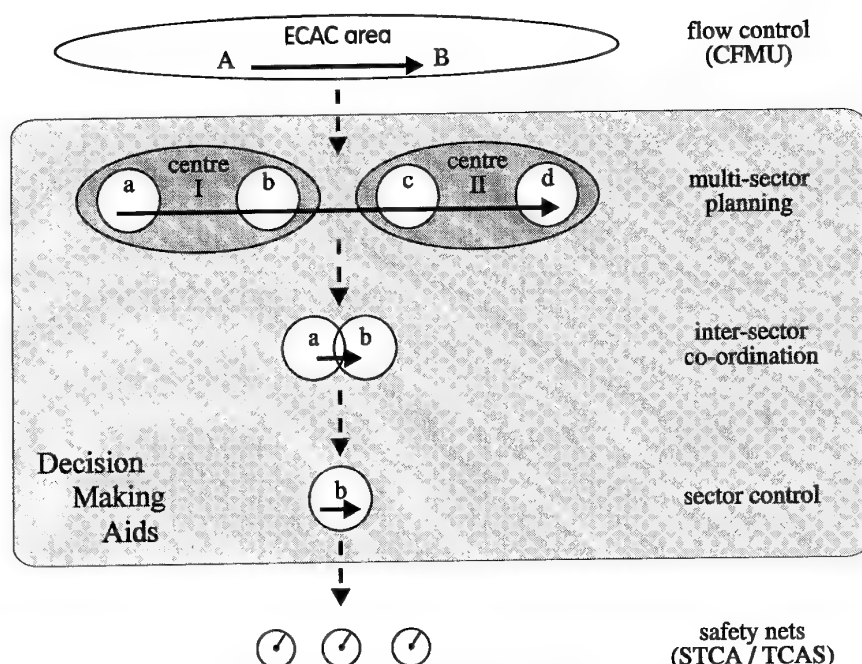 ECAC area
A B
flow control
(CFMU)
centre
I
a b
centre
II
c d
multi-sector
planning
a b
inter-sector
co-ordination
Decision
Making
Aids
b
sector control
safety nets
(STCA / TCAS)